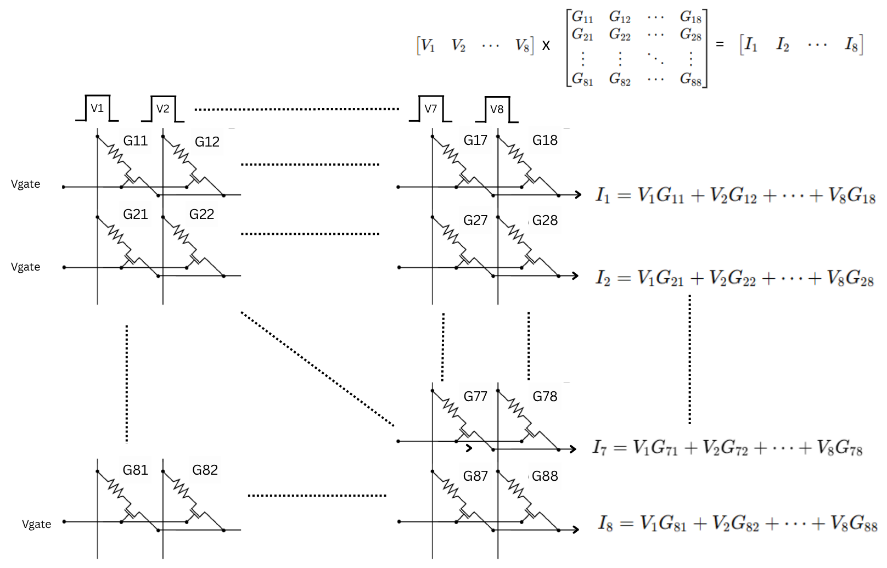 [V1 V2 ⋯ V8] x [G11 G12 ⋯ G18
G21 G22 ⋯ G28
⋮ ⋮ ⋱ ⋮
G81 G82 ⋯ G88] = [I1 I2 ⋯ I8]
V1 V2 V7 V8
G11 G12 G17 G18
Vgate
I1 = V1G11 + V2G12 + ⋯ + V8G18
G21 G22 G27 G28
Vgate
I2 = V1G21 + V2G22 + ⋯ + V8G28
G77 G78
I7 = V1G71 + V2G72 + ⋯ + V8G78
G81 G82 G87 G88
Vgate
I8 = V1G81 + V2G82 + ⋯ + V8G88